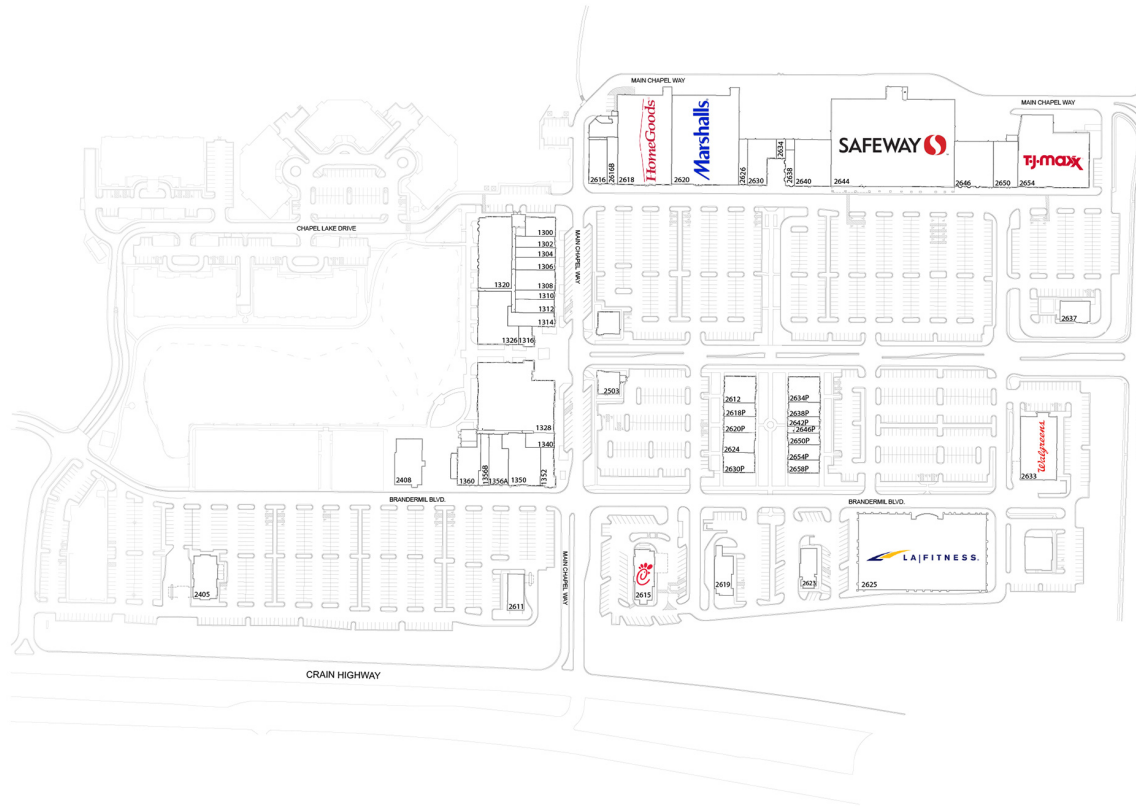 MAIN CHAPEL WAY
MAIN CHAPEL WAY
HomeGoods
Marshalls
SAFEWAY
T·J·maxx
2616
2616B
2618
2620
2626
2630
2634
2638
2640
2644
2646
2650
2654
CHAPEL LAKE DRIVE
MAIN CHAPEL WAY
1300
1302
1304
1306
1308
1310
1312
1314
1320
1326
1316
2637
2503
2612
2618P
2620P
2624
2630P
2634P
2638P
2642P
2646P
2650P
2654P
2658P
Walgreens
2633
1328
1340
1360
1356B
1356A
1350
1352
2408
BRANDERMIL BLVD.
BRANDERMIL BLVD.
MAIN CHAPEL WAY
2405
2611
2615
2619
2623
LA|FITNESS.
2625
CRAIN HIGHWAY